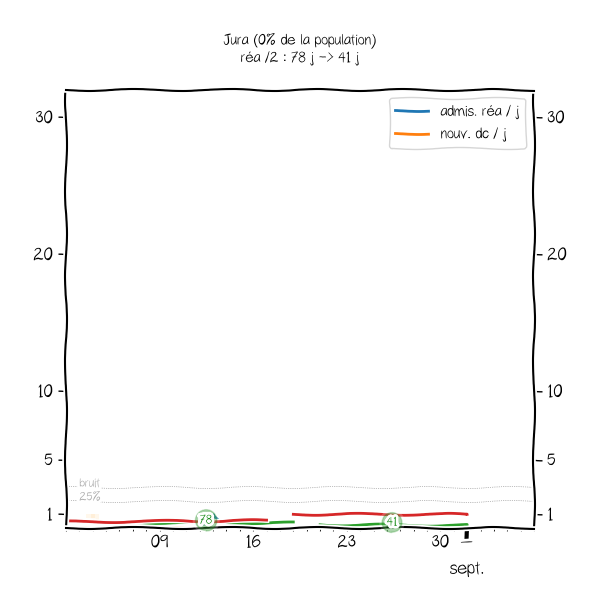 Jura (0% de la population)
réa /2 : 78 j -> 41 j
admis. réa / j
nouv. dc / j
30 30
20 20
10 10
5 5
bruit
25%
1 1
78 41
09 16 23 30
sept.